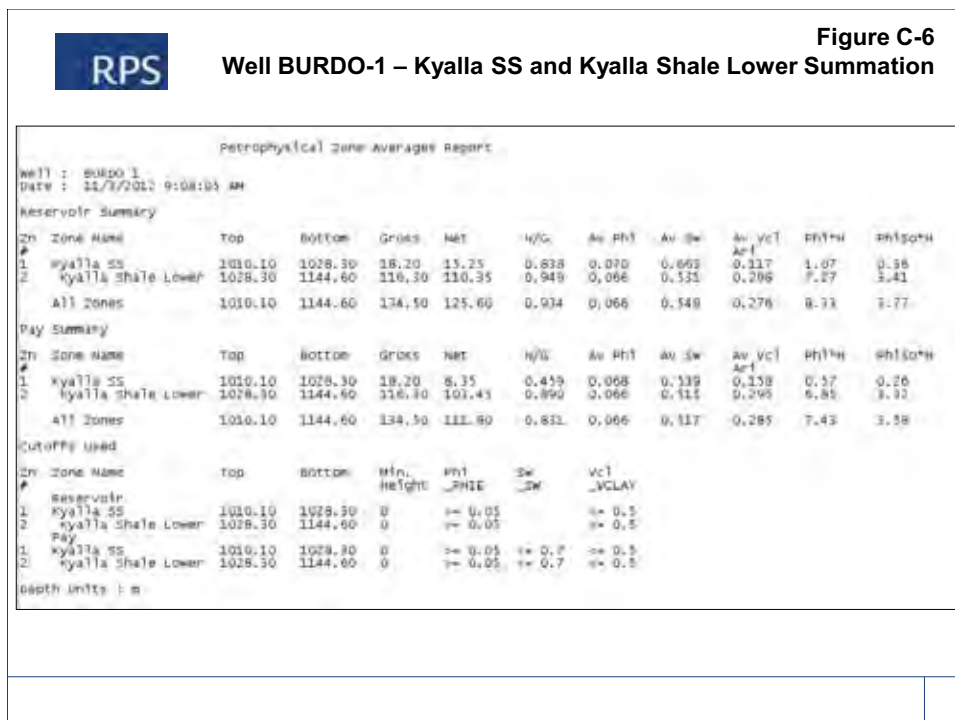 RPS
Figure C-6
Well BURDO-1 – Kyalla SS and Kyalla Shale Lower Summation
Petrophysical Zone Averages Report
Well : BURDO 1
Date : 11/7/2012 9:08:05 AM
Reservoir Summary
Zn Zone Name Top Bottom Gross Net N/G Av Phi Av Sw Av Vcl Phi*H PhiSo*H
# Ari
1 Kyalla SS 1010.10 1028.30 18.20 15.25 0.838 0.070 0.663 0.117 1.07 0.36
2 Kyalla Shale Lower 1028.30 1144.60 116.30 110.35 0.949 0.066 0.531 0.298 7.27 3.41
All Zones 1010.10 1144.60 134.50 125.60 0.934 0.066 0.549 0.276 8.33 3.77
Pay Summary
Zn Zone Name Top Bottom Gross Net N/G Av Phi Av Sw Av Vcl Phi*H PhiSo*H
# Ari
1 Kyalla SS 1010.10 1028.30 18.20 8.35 0.459 0.068 0.539 0.158 0.57 0.26
2 Kyalla Shale Lower 1028.30 1144.60 116.30 103.45 0.890 0.066 0.515 0.295 6.85 3.32
All Zones 1010.10 1144.60 134.50 111.80 0.831 0.066 0.517 0.285 7.43 3.58
Cutoffs Used
Zn Zone Name Top Bottom Min. Phi Sw Vcl
# Height _PHIE _SW _VCLAY
Reservoir
1 Kyalla SS 1010.10 1028.30 0 >= 0.05 <= 0.5
2 Kyalla Shale Lower 1028.30 1144.60 0 >= 0.05 <= 0.5
Pay
1 Kyalla SS 1010.10 1028.30 0 >= 0.05 <= 0.7 <= 0.5
2 Kyalla Shale Lower 1028.30 1144.60 0 >= 0.05 <= 0.7 <= 0.5
Depth Units : m